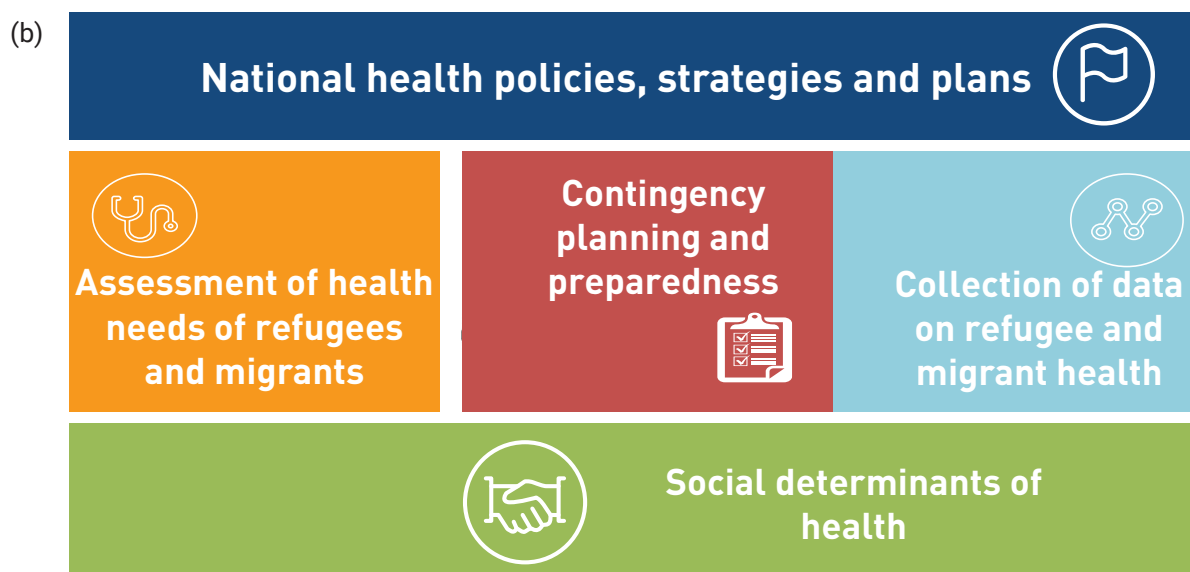 (b)
National health policies, strategies and plans
Assessment of health
needs of refugees
and migrants
Contingency
planning and
preparedness
Collection of data
on refugee and
migrant health
Social determinants of
health